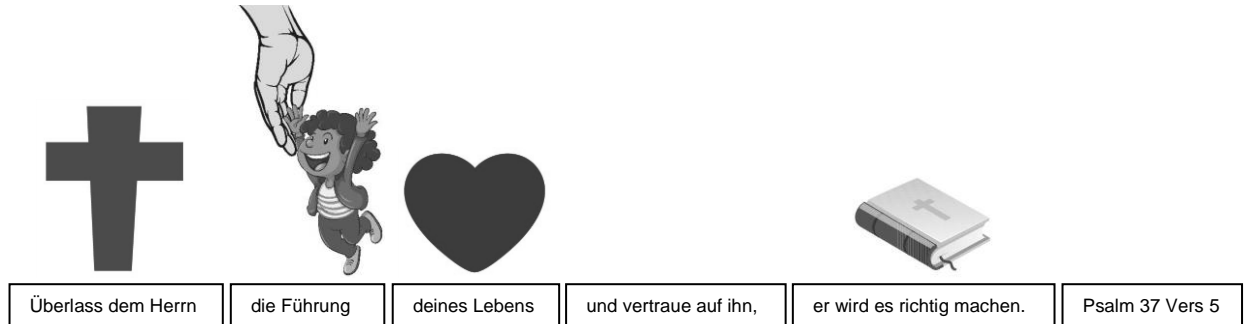 Überlass dem Herrn die Führung deines Lebens und vertraue auf ihn, er wird es richtig machen. Psalm 37 Vers 5